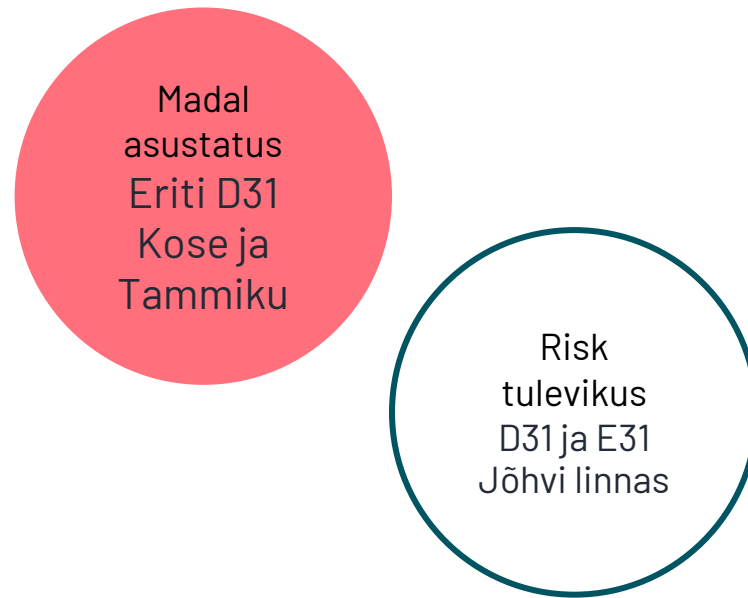 Madal
asustatus
Eriti D31
Kose ja
Tammiku
Risk
tulevikus
D31 ja E31
Jõhvi linnas